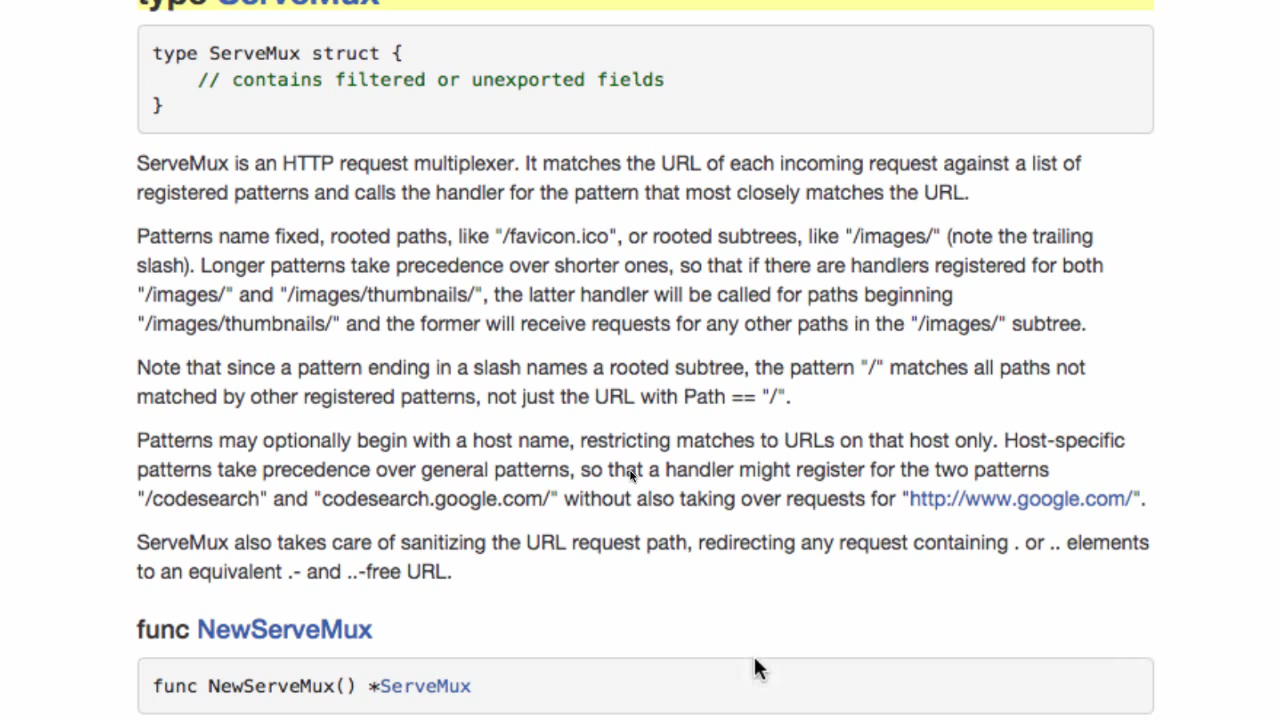 type ServeMux
type ServeMux struct {
// contains filtered or unexported fields
}
ServeMux is an HTTP request multiplexer. It matches the URL of each incoming request against a list of
registered patterns and calls the handler for the pattern that most closely matches the URL.
Patterns name fixed, rooted paths, like "/favicon.ico", or rooted subtrees, like "/images/" (note the trailing
slash). Longer patterns take precedence over shorter ones, so that if there are handlers registered for both
"/images/" and "/images/thumbnails/", the latter handler will be called for paths beginning
"/images/thumbnails/" and the former will receive requests for any other paths in the "/images/" subtree.
Note that since a pattern ending in a slash names a rooted subtree, the pattern "/" matches all paths not
matched by other registered patterns, not just the URL with Path == "/".
Patterns may optionally begin with a host name, restricting matches to URLs on that host only. Host-specific
patterns take precedence over general patterns, so that a handler might register for the two patterns
"/codesearch" and "codesearch.google.com/" without also taking over requests for "http://www.google.com/".
ServeMux also takes care of sanitizing the URL request path, redirecting any request containing . or .. elements
to an equivalent .- and ..-free URL.
func NewServeMux
func NewServeMux() *ServeMux